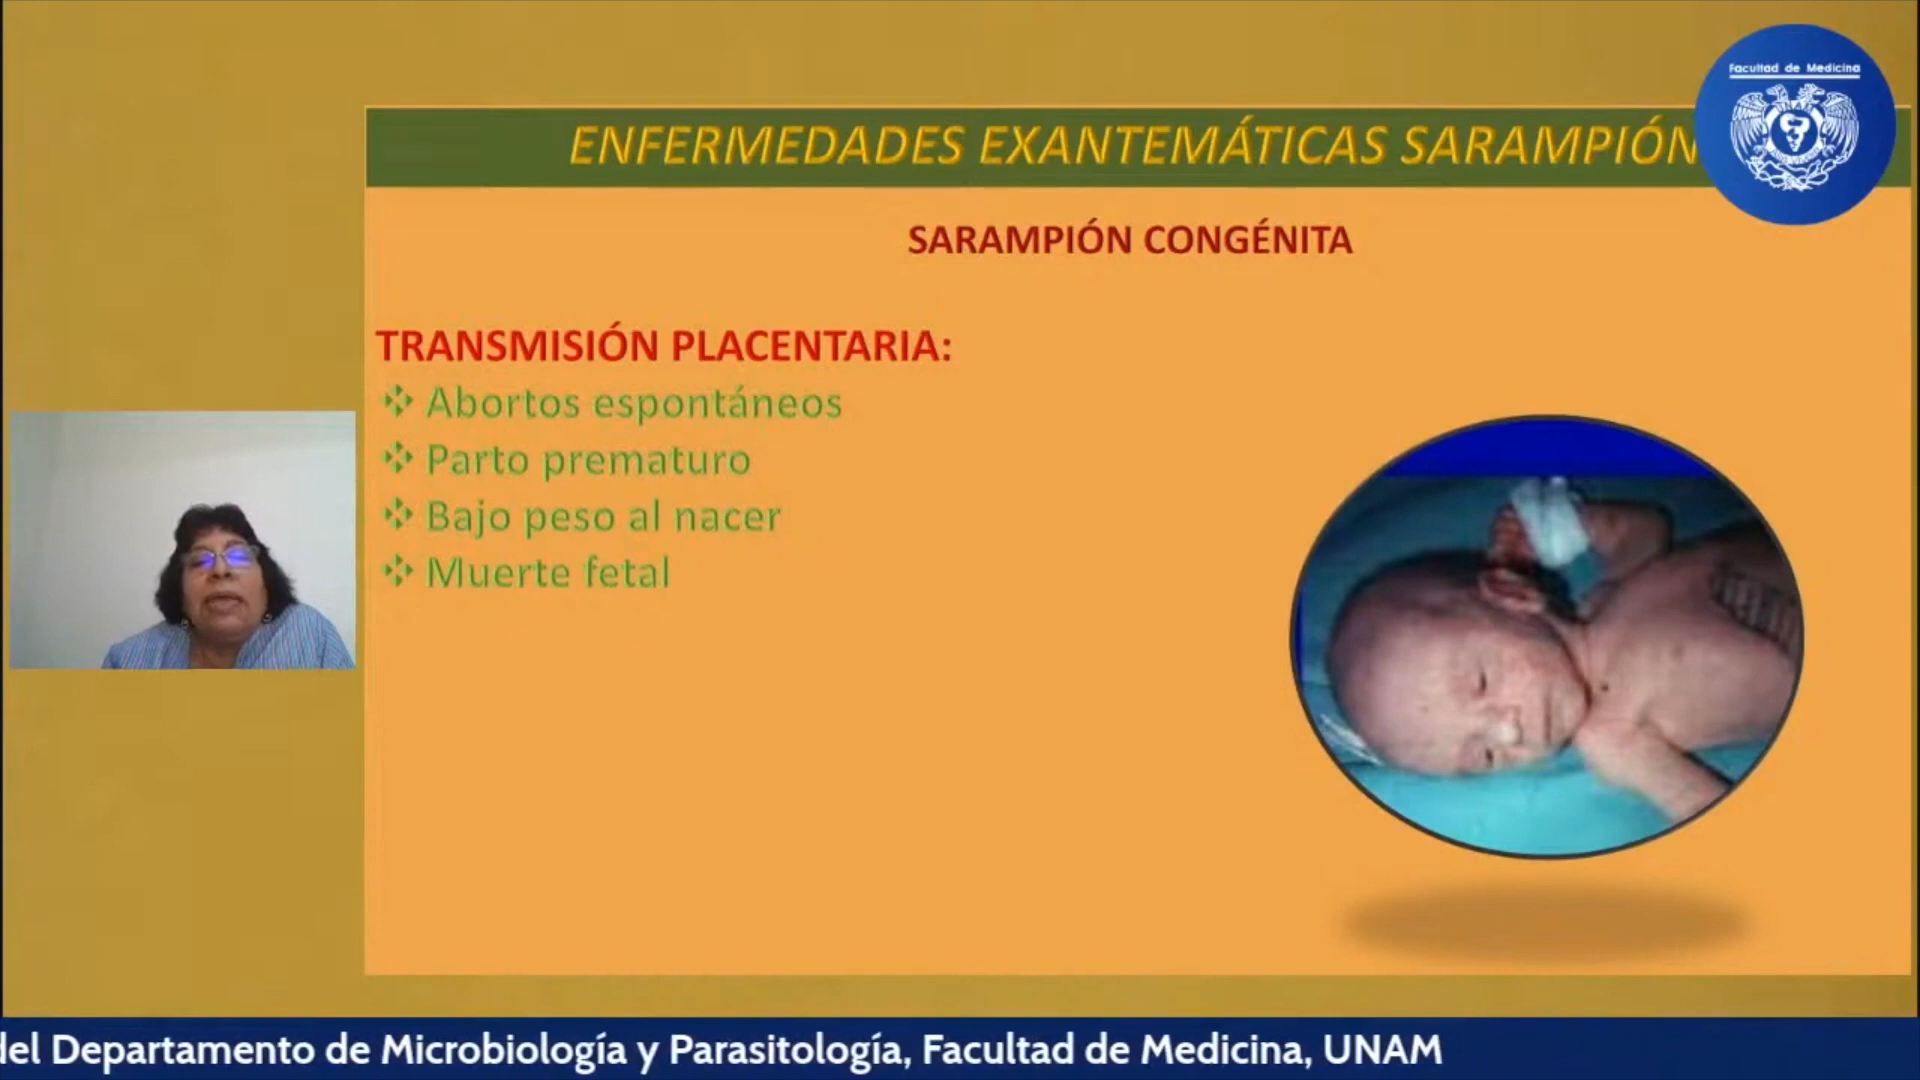 Facultad de Medicina
ENFERMEDADES EXANTEMÁTICAS SARAMPIÓN
SARAMPIÓN CONGÉNITA
TRANSMISIÓN PLACENTARIA:
Abortos espontáneos
Parto prematuro
Bajo peso al nacer
Muerte fetal
del Departamento de Microbiología y Parasitología, Facultad de Medicina, UNAM